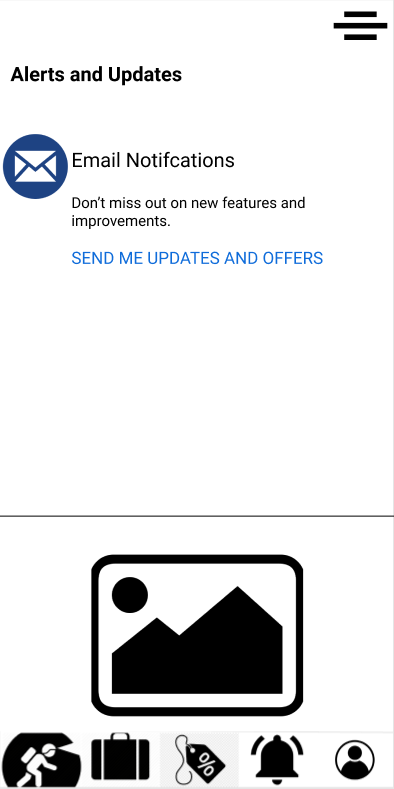 Alerts and Updates
Email Notifcations
Don't miss out on new features and
improvements.
SEND ME UPDATES AND OFFERS
%